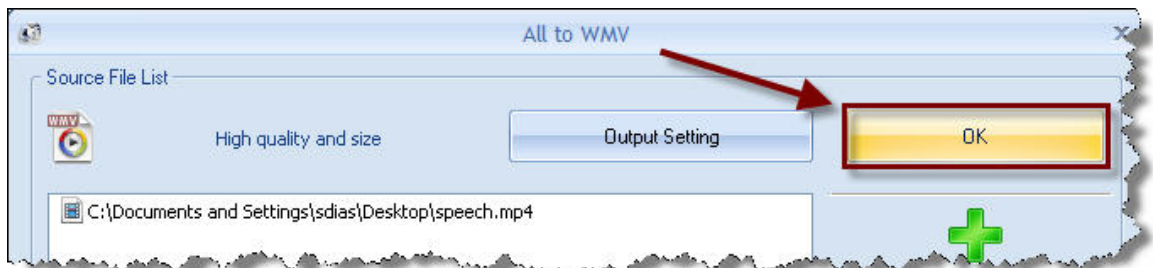 All to WMV
Source File List
WMV
High quality and size
Output Setting
OK
C:\Documents and Settings\sdias\Desktop\speech.mp4